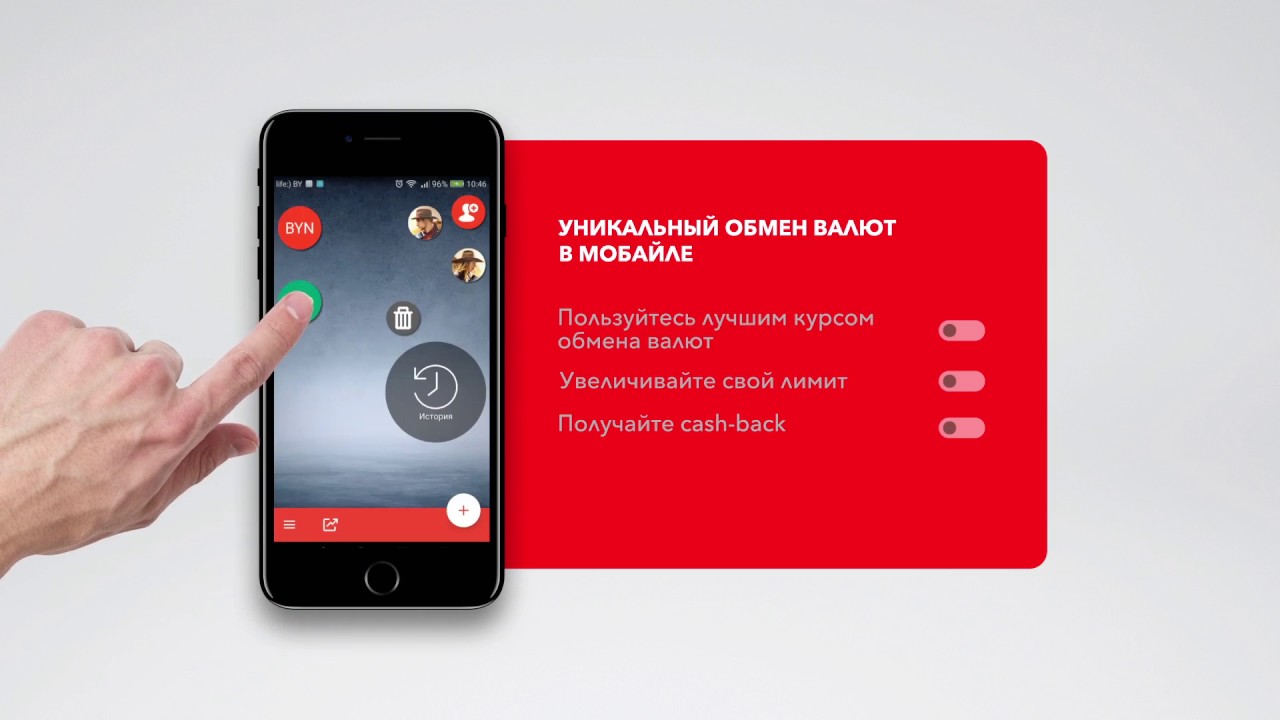 life:) BY 96% 10:46
BYN
История
УНИКАЛЬНЫЙ ОБМЕН ВАЛЮТ
В МОБАЙЛЕ
Пользуйтесь лучшим курсом
обмена валют
Увеличивайте свой лимит
Получайте cash-back